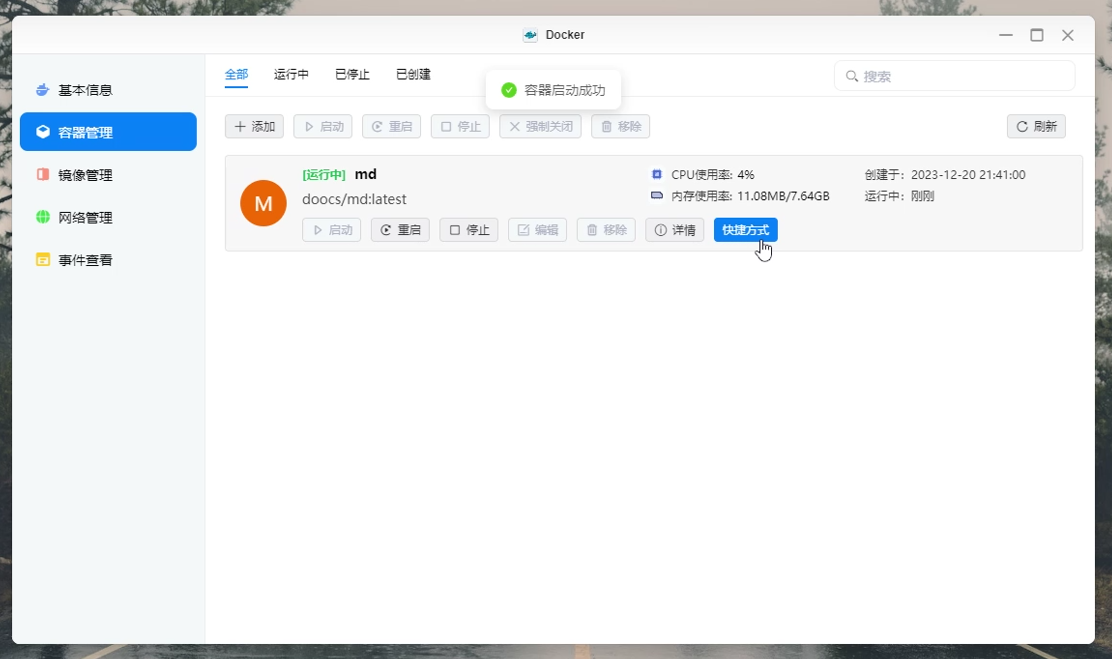 Docker
基本信息
容器管理
镜像管理
网络管理
事件查看
全部 运行中 已停止 已创建
容器启动成功
搜索
添加 启动 重启 停止 强制关闭 移除 刷新
M
[运行中] md
doocs/md:latest
CPU使用率: 4%
内存使用率: 11.08MB/7.64GB
创建于: 2023-12-20 21:41:00
运行中: 刚刚
启动 重启 停止 编辑 移除 详情 快捷方式